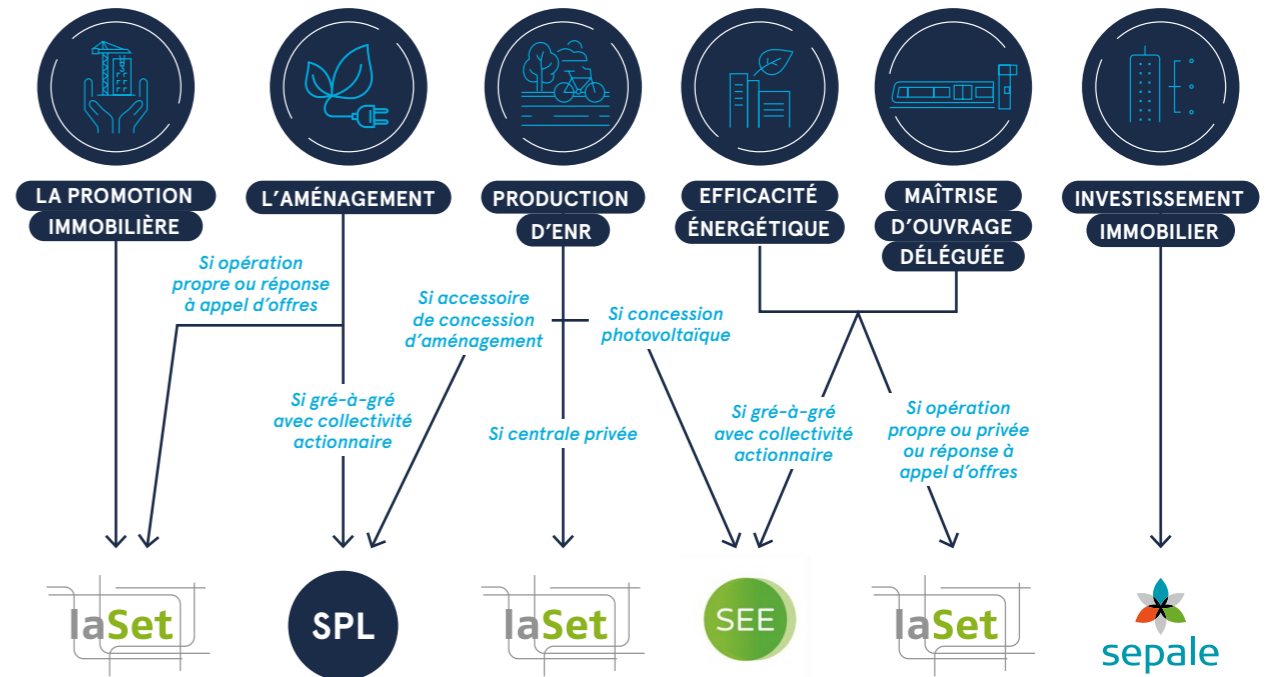 LA PROMOTION
IMMOBILIÈRE
L'AMÉNAGEMENT
PRODUCTION
D'ENR
EFFICACITÉ
ÉNERGÉTIQUE
MAÎTRISE
D'OUVRAGE
DÉLÉGUÉE
INVESTISSEMENT
IMMOBILIER
Si opération
propre ou réponse
à appel d'offres
Si accessoire
de concession
d'aménagement
Si concession
photovoltaïque
Si gré-à-gré
avec collectivité
actionnaire
Si centrale privée
Si gré-à-gré
avec collectivité
actionnaire
Si opération
propre ou privée
ou réponse à
appel d'offres
laSet
SPL
laSet
SEE
laSet
sepale